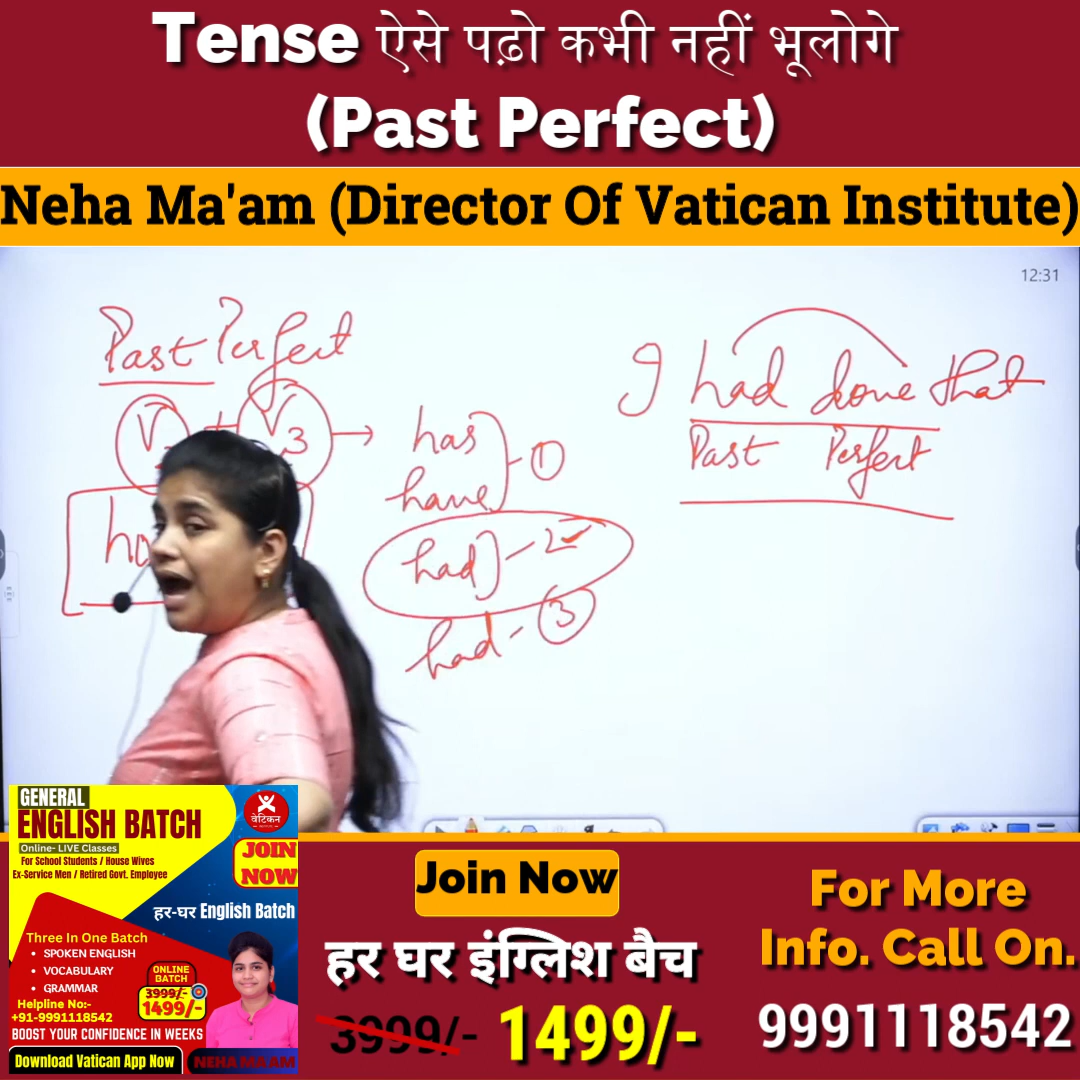 Tense ऐसे पढ़ो कभी नहीं भूलोगे
(Past Perfect)
Neha Ma'am (Director Of Vatican Institute)
12:31
Past Perfect
V + V3 → has
have
) - ①
had) - 2
had - ③
I had done that
Past Perfect
GENERAL
ENGLISH BATCH
Online- LIVE Classes
For School Students / House Wives
Ex-Service Men / Retired Govt. Employee
वेटिकन
JOIN
NOW
हर-घर English Batch
Three In One Batch
• SPOKEN ENGLISH
• VOCABULARY
• GRAMMAR
Helpline No:-
+91-9991118542
ONLINE
BATCH
3999/-
1499/-
BOOST YOUR CONFIDENCE IN WEEKS
Download Vatican App Now
NEHA MA'AM
Join Now
हर घर इंग्लिश बैच
3999/- 1499/-
For More
Info. Call On.
9991118542